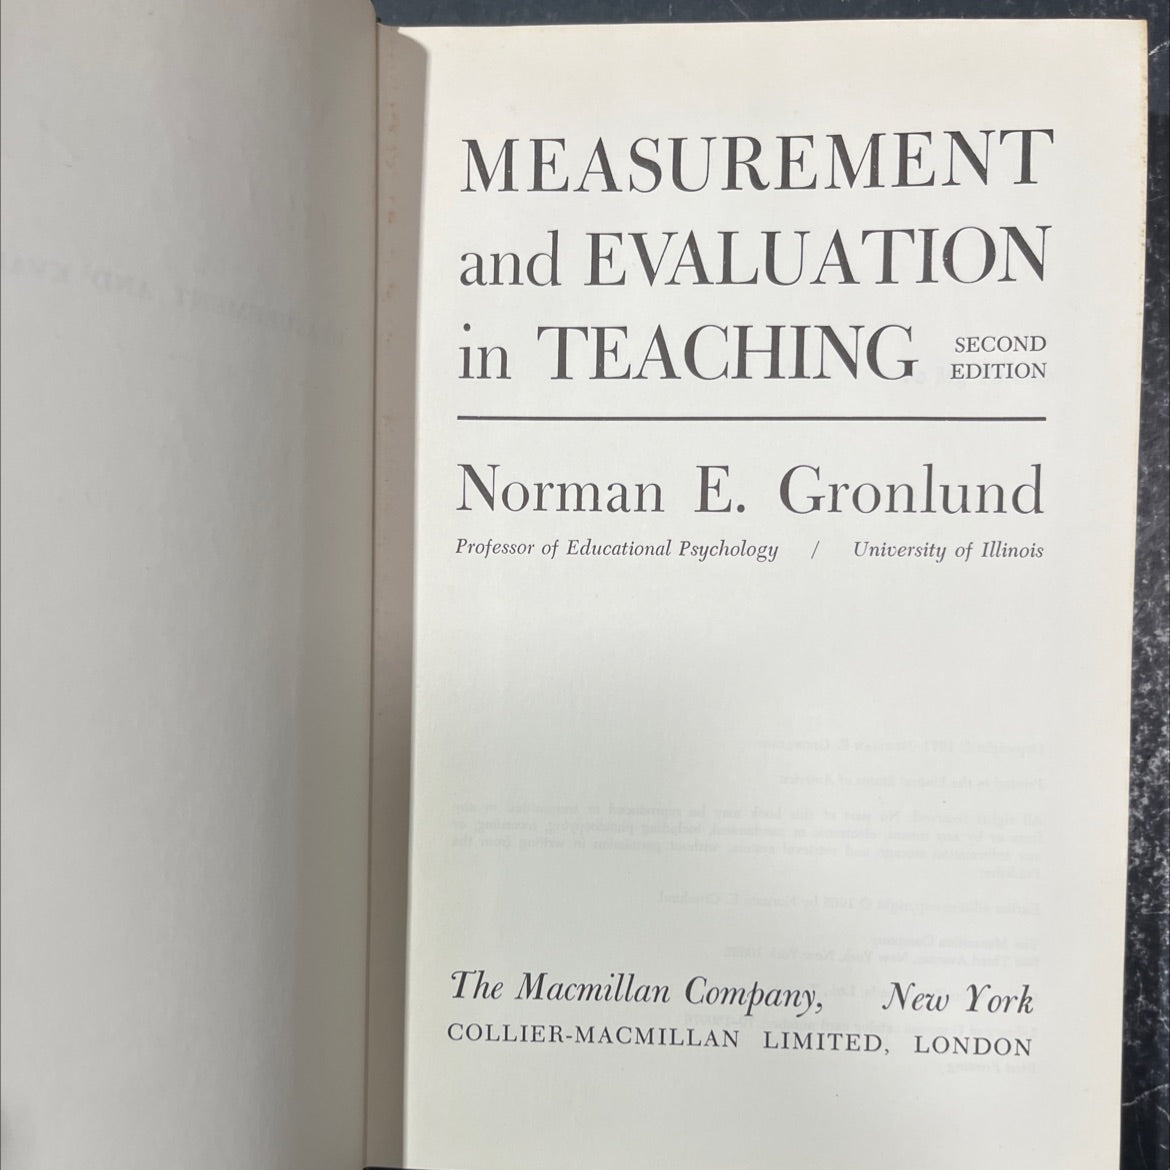 MEASUREMENT
and EVALUATION
in TEACHING SECOND
EDITION
Norman E. Gronlund
Professor of Educational Psychology / University of Illinois
The Macmillan Company, New York
COLLIER-MACMILLAN LIMITED, LONDON